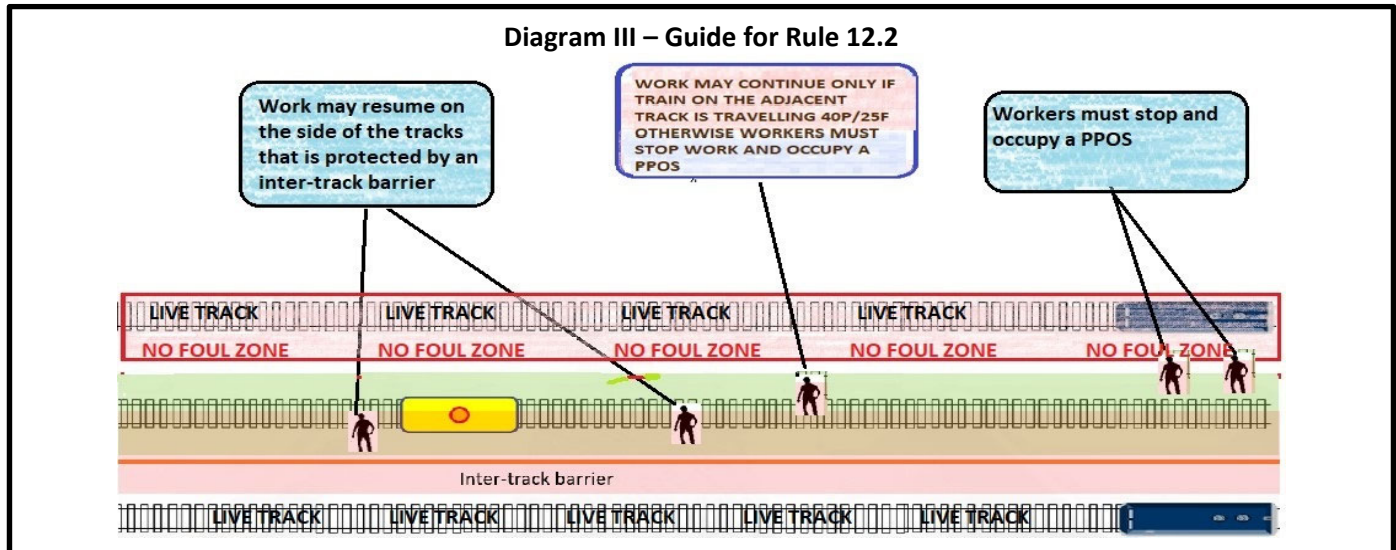 Diagram III – Guide for Rule 12.2
Work may resume on
the side of the tracks
that is protected by an
inter-track barrier
WORK MAY CONTINUE ONLY IF
TRAIN ON THE ADJACENT
TRACK IS TRAVELLING 40P/25F
OTHERWISE WORKERS MUST
STOP WORK AND OCCUPY A
PPOS
Workers must stop and
occupy a PPOS
LIVE TRACK LIVE TRACK LIVE TRACK LIVE TRACK
NO FOUL ZONE NO FOUL ZONE NO FOUL ZONE NO FOUL ZONE NO FOUL ZONE
Inter-track barrier
LIVE TRACK LIVE TRACK LIVE TRACK LIVE TRACK LIVE TRACK